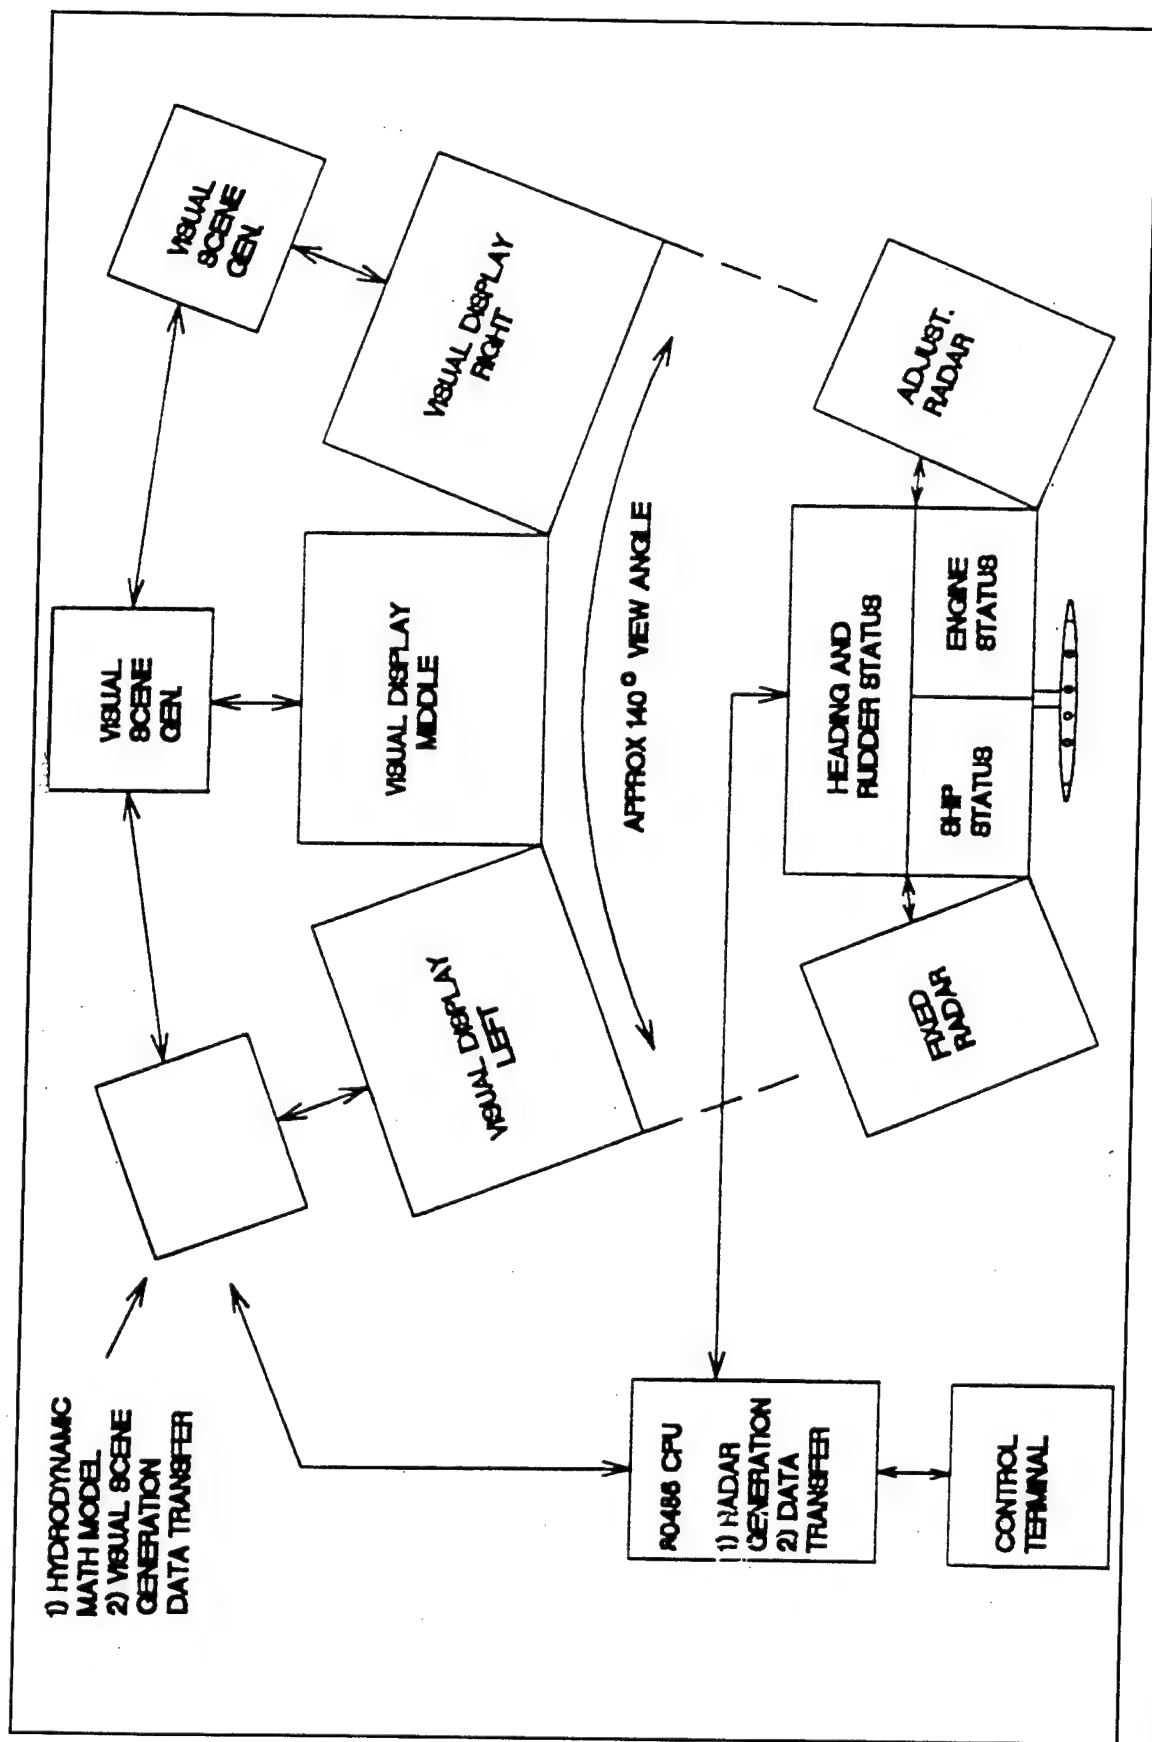 1) HYDRODYNAMIC
MATH MODEL
2) VISUAL SCENE
GENERATION
DATA TRANSFER
VISUAL
SCENE
GEN.
VISUAL
SCENE
GEN.
VISUAL DISPLAY
LEFT
VISUAL DISPLAY
MIDDLE
VISUAL DISPLAY
RIGHT
APPROX 140° VIEW ANGLE
80486 CPU
1) RADAR
GENERATION
2) DATA
TRANSFER
CONTROL
TERMINAL
FIXED
RADAR
HEADING AND
RUDDER STATUS
SHIP
STATUS
ENGINE
STATUS
ADJUST.
RADAR